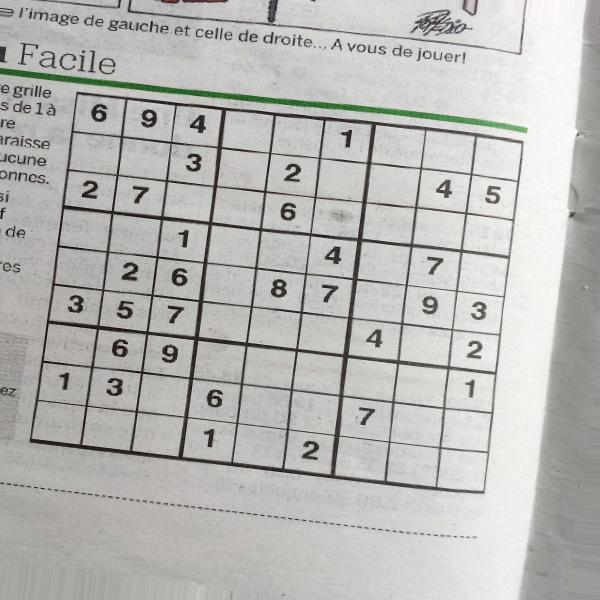 l'image de gauche et celle de droite... A vous de jouer!
Facile
e grille
s de 1 à
re
araisse
ucune
onnes.
si
f
de
res
ez
6 9 4 1
3 2 4 5
2 7 6
1 4 7
2 6 8 7 9 3
3 5 7 4 2
6 9 1
1 3 6 7
1 2